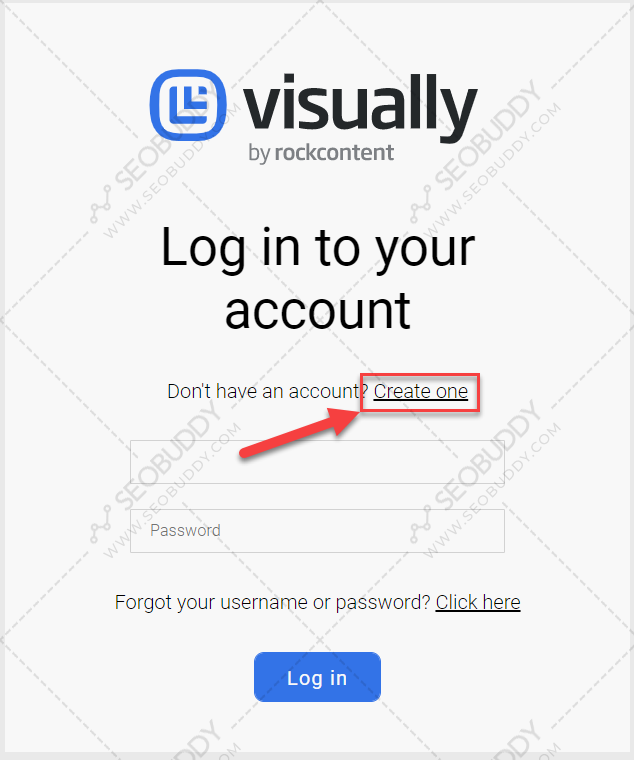 visually
by rockcontent
SEOBUDDY
WWW.SEOBUDDY.COM
SEOBUDDY
WWW.SEOBUDDY.COM
Log in to your
account
Don't have an account? Create one
SEOBUDDY
WWW.SEOBUDDY.COM
SEOBUDDY
WWW.SEOBUDDY.COM
Password
Forgot your username or password? Click here
Log in
SEOBUDDY
SEOBUDDY